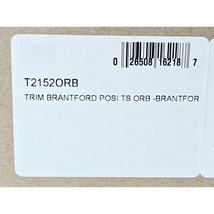 0 26508 16218 7
T2152ORB
TRIM BRANTFORD POSI TS ORB -BRANTFOR